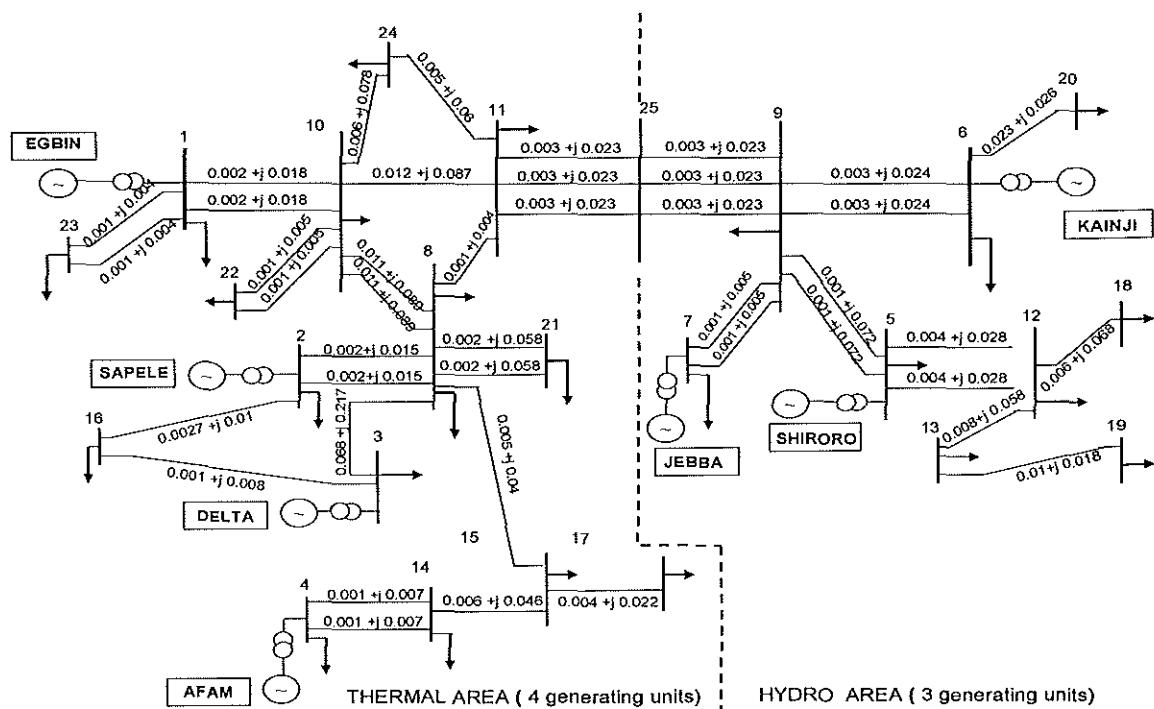 24
0.006 +j 0.078
0.005 +j 0.06
20
0.023 +j 0.026
10
11
25
9
6
EGBIN
1
~
0.002 +j 0.018
0.012 +j 0.087
0.003 +j 0.023
0.003 +j 0.023
0.003 +j 0.023
0.003 +j 0.023
0.003 +j 0.024
~
0.002 +j 0.018
0.003 +j 0.023
0.003 +j 0.023
0.003 +j 0.024
KAINJI
0.001 +j 0.004
0.001 +j 0.004
23
0.001 +j 0.005
0.001 +j 0.005
22
0.011 +j 0.089
0.011 +j 0.089
8
0.001 +j 0.004
0.001 +j 0.005
0.001 +j 0.005
7
0.001 +j 0.072
0.001 +j 0.072
5
12
18
0.004 +j 0.028
0.004 +j 0.028
0.006 +j 0.068
2
0.002+j 0.015
0.002+j 0.015
0.002 +j 0.058
0.002 +j 0.058
21
SAPELE
~
16
0.0027 +j 0.01
0.068 +j 0.217
3
0.001 +j 0.008
DELTA
~
0.005 +j 0.04
~
JEBBA
~
SHIRORO
0.008+j 0.058
13
19
0.01+j 0.018
15
17
4
14
0.001 +j 0.007
0.001 +j 0.007
0.006 +j 0.046
0.004 +j 0.022
~
AFAM
THERMAL AREA ( 4 generating units)
HYDRO AREA ( 3 generating units)